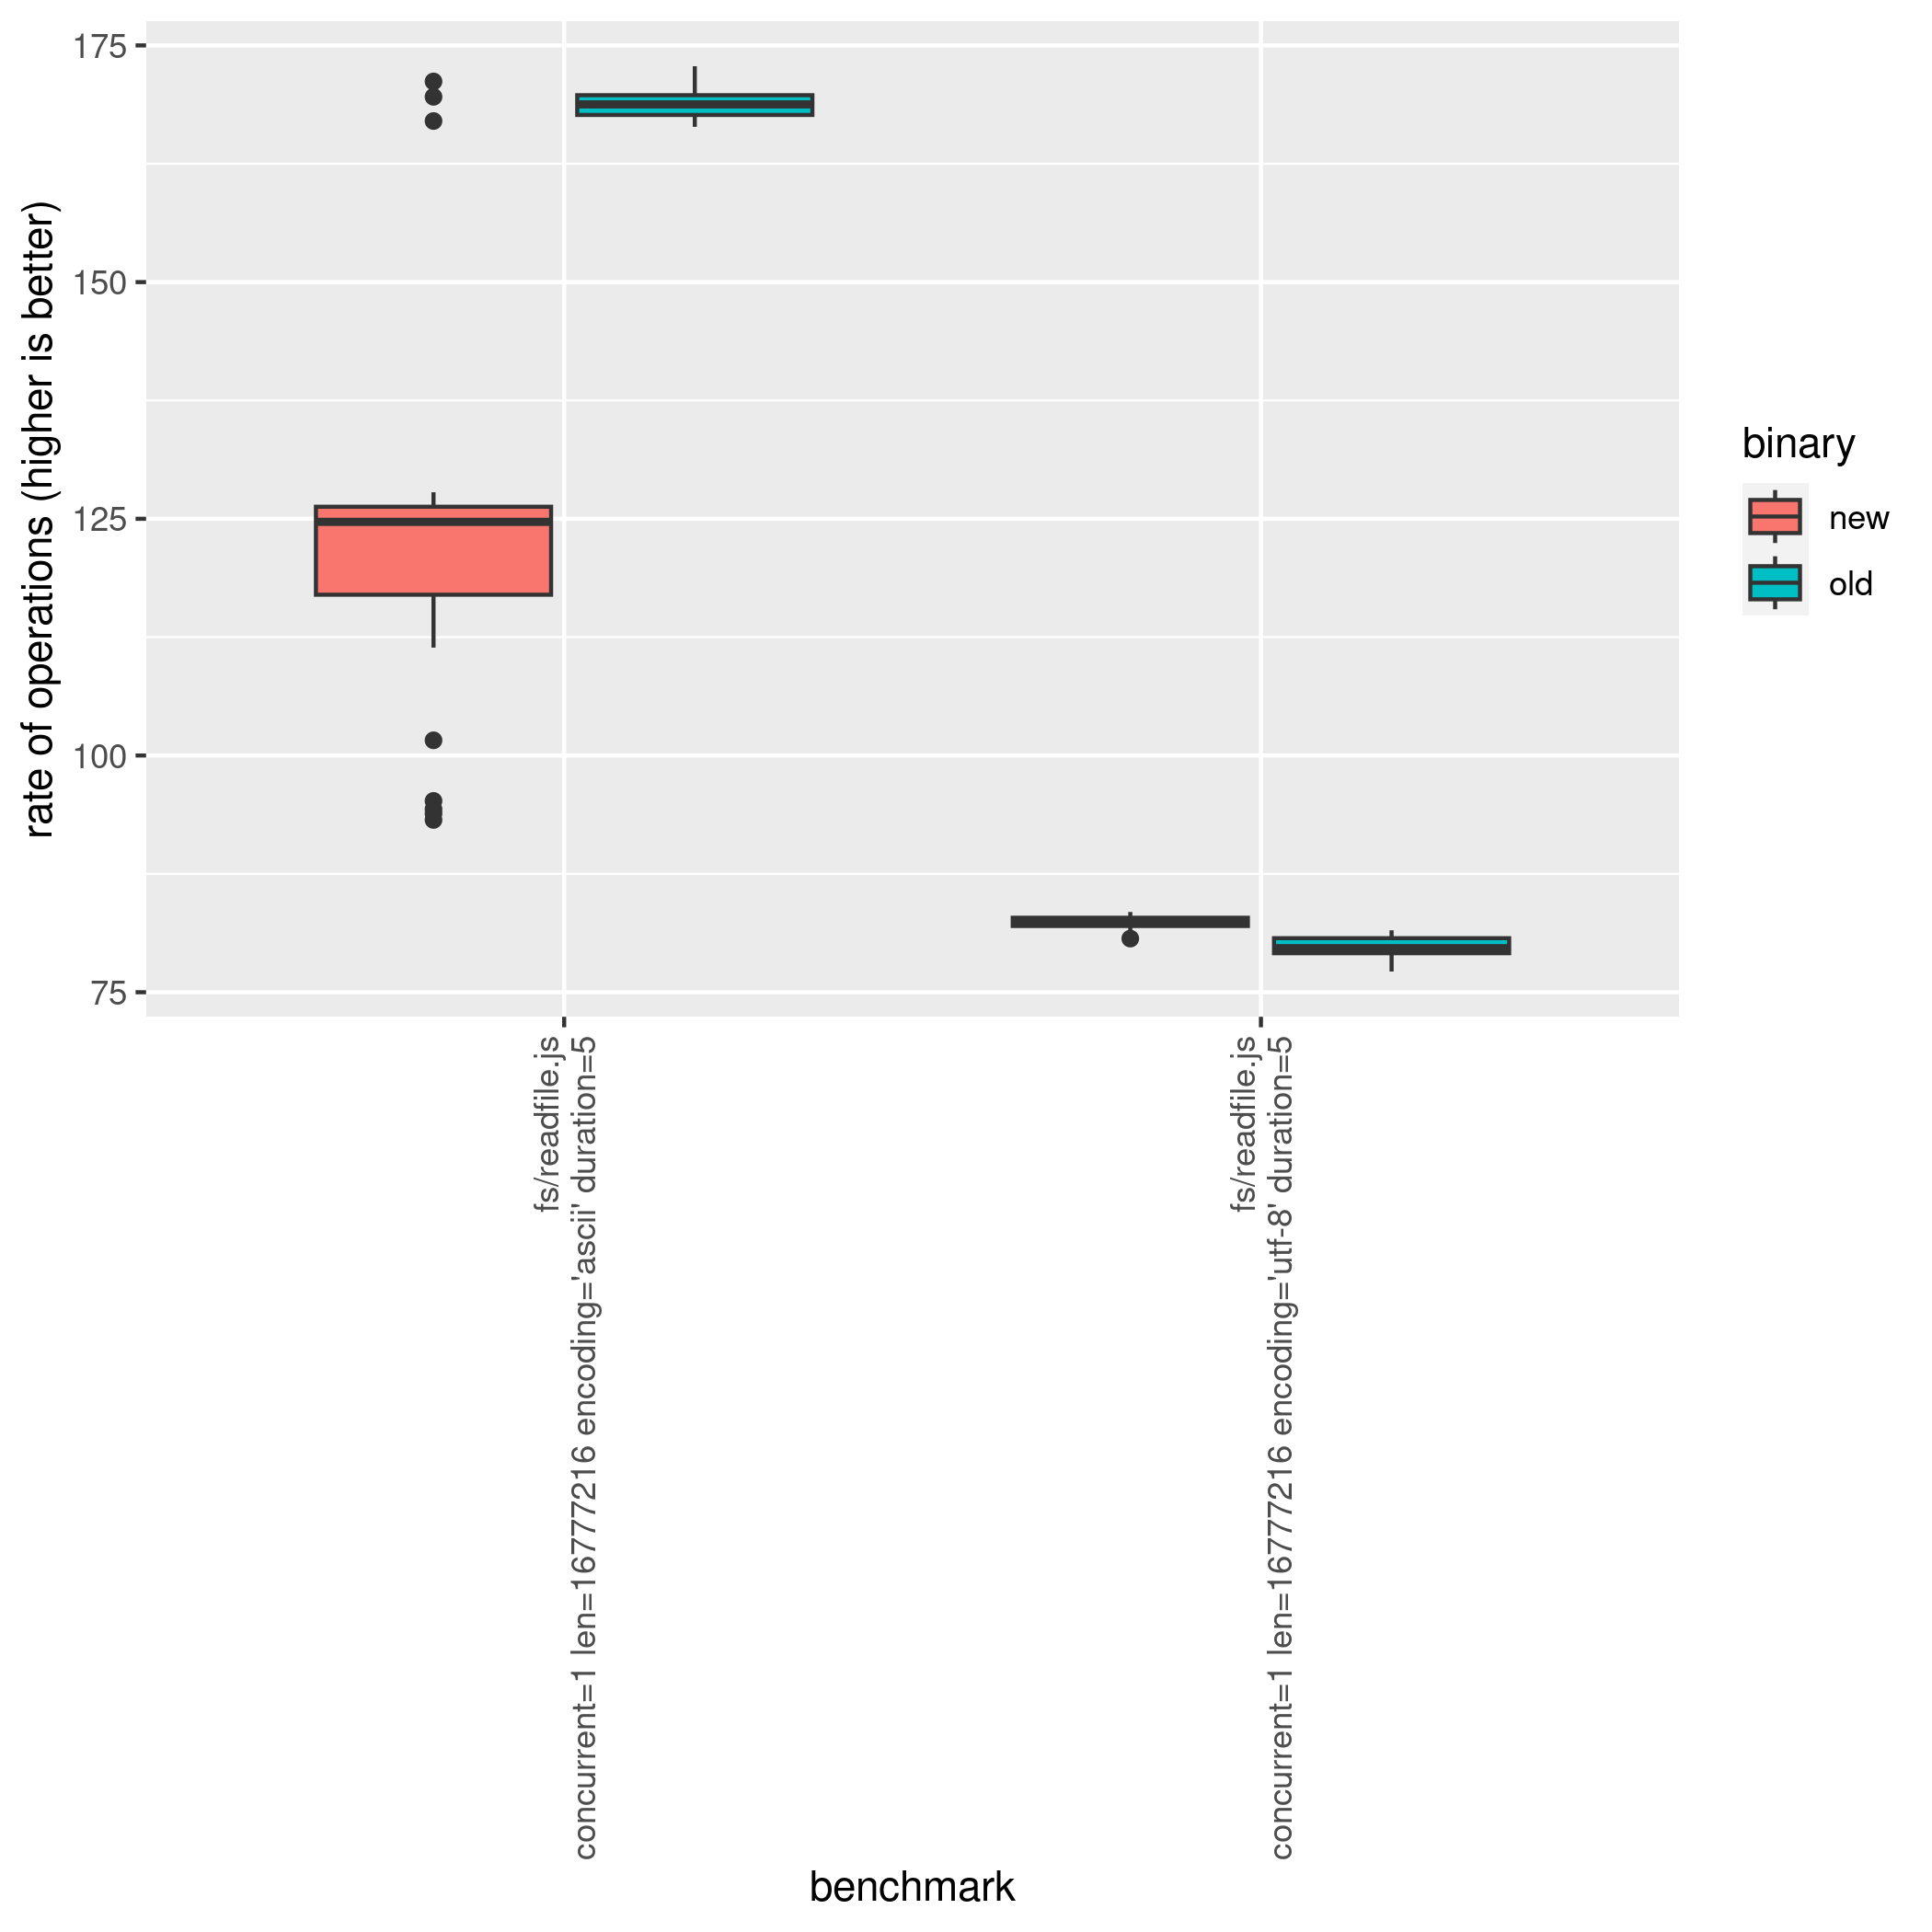 175
150
125
100
75
rate of operations (higher is better)
fs/readfile.js
concurrent=1 len=16777216 encoding='ascii' duration=5
fs/readfile.js
concurrent=1 len=16777216 encoding='utf-8' duration=5
benchmark
binary
new
old